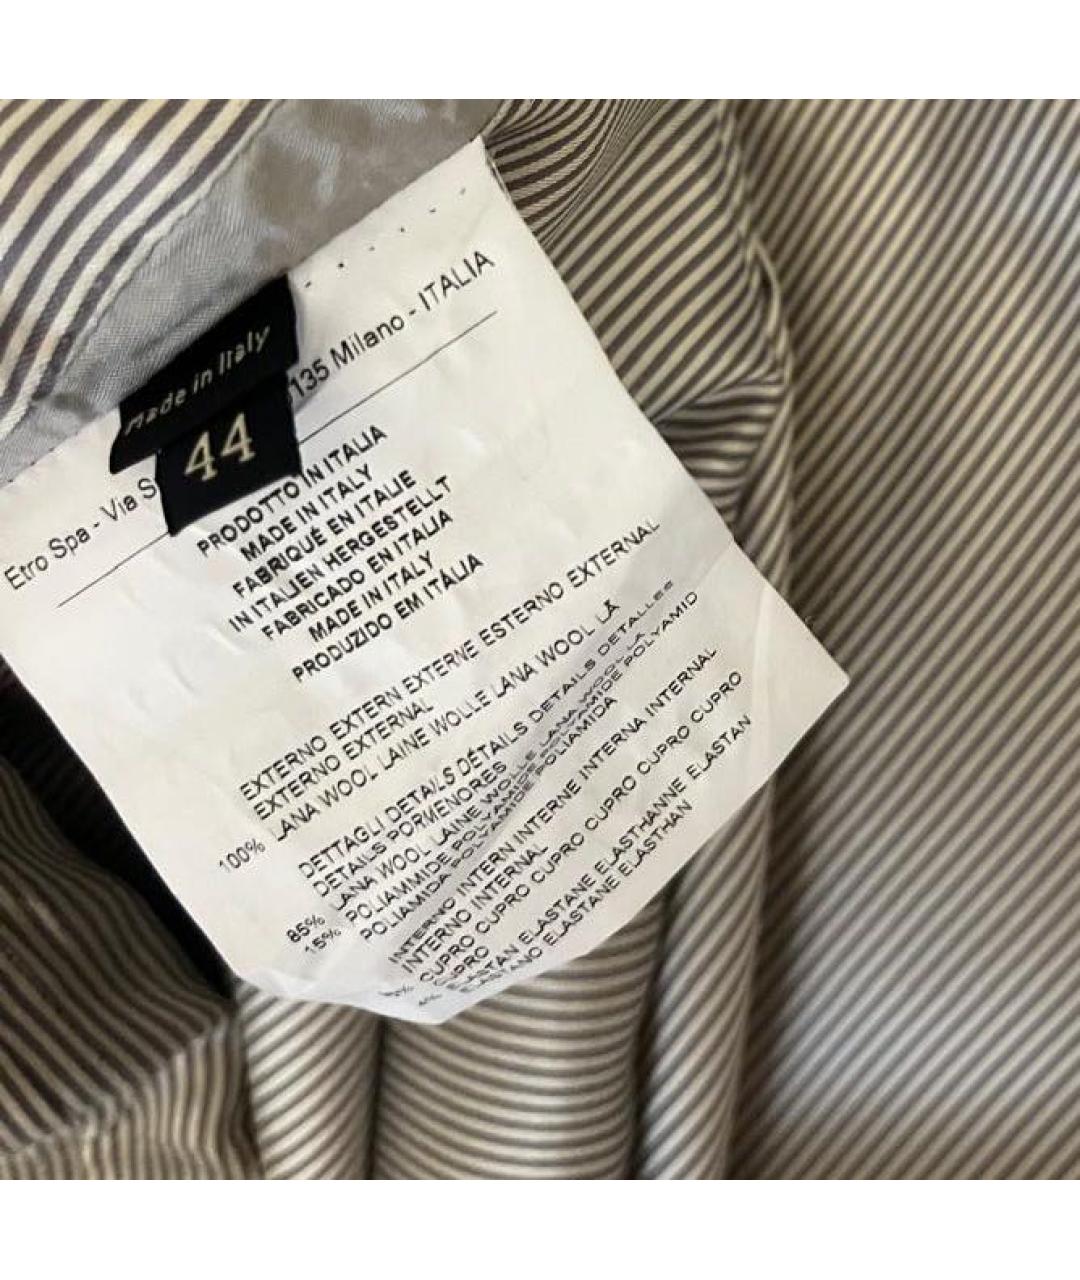 Made in Italy
44
Etro Spa - Via S
135 Milano - ITALIA
PRODOTTO IN ITALIA
MADE IN ITALY
FABRIQUÉ EN ITALIE
IN ITALIEN HERGESTELLT
FABRICADO EN ITALIA
MADE IN ITALY
PRODUZIDO EM ITÁLIA
EXTERNO EXTERN EXTERNE ESTERNO EXTERNAL
EXTERNO EXTERNAL
100% LANA WOOL LAINE WOLLE LANA WOOL LÃ
DETTAGLI DETAILS DÉTAILS DETAILS DETALLES
DETAILS PORMENORES
85% LANA WOOL LAINE WOLLE LANA WOOL LA
15% POLIAMMIDE POLYAMIDE POLYAMIDE POLYAMID
POLIAMIDA POLYAMIDE POLIAMIDA
INTERNO INTERN INTERNE INTERNA INTERNAL
INTERNO INTERNAL
CUPRO CUPRO CUPRO CUPRO CUPRO CUPRO
CUPRO
4% ELASTAN ELASTANE ELASTHANNE ELASTAN
ELASTANO ELASTANE ELASTHAN